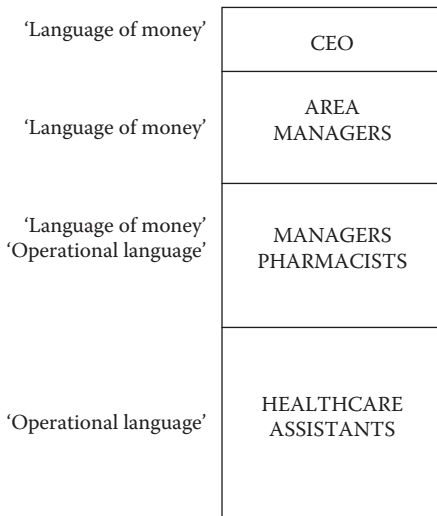 ‘Language of money’
CEO
‘Language of money’
AREA
MANAGERS
‘Language of money’
‘Operational language’
MANAGERS
PHARMACISTS
‘Operational language’
HEALTHCARE
ASSISTANTS